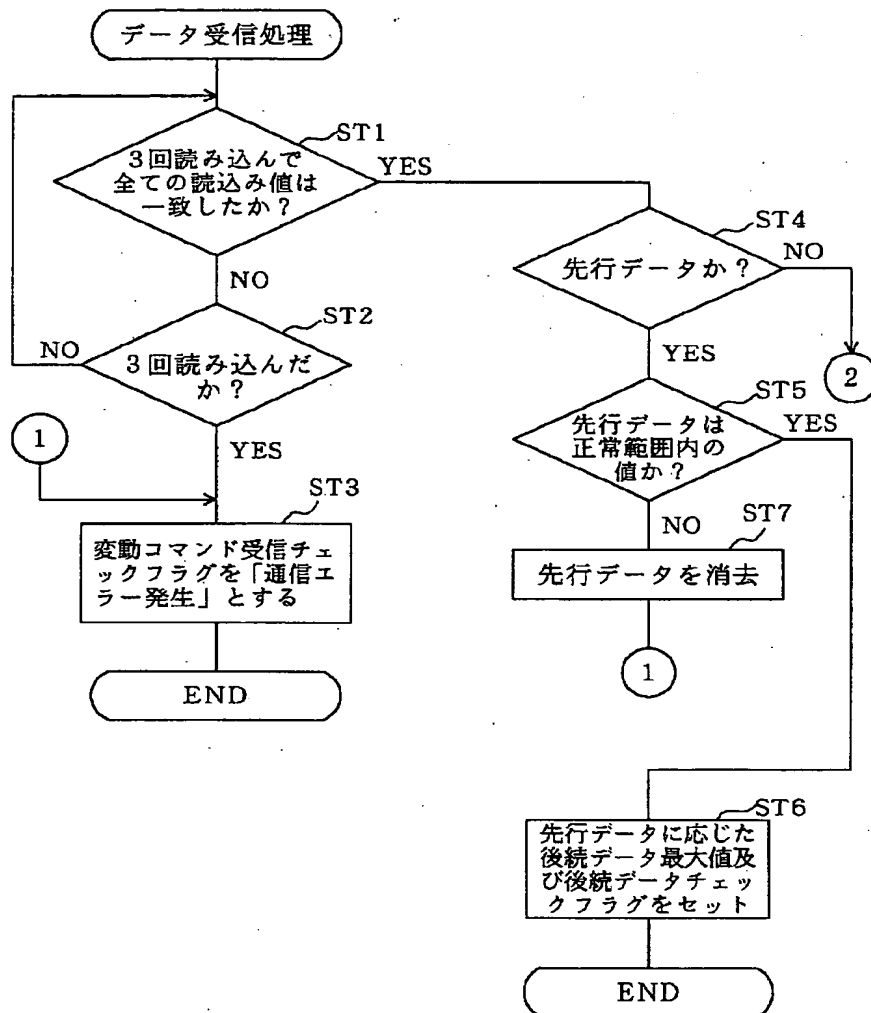 データ受信処理
ST1
3回読み込んで
全ての読込み値は
一致したか？
YES
NO
ST2
3回読み込んだ
か？
NO
YES
1
ST3
変動コマンド受信チェ
ックフラグを「通信エ
ラー発生」とする
END
ST4
先行データか？
NO
2
YES
ST5
先行データは
正常範囲内の
値か？
YES
NO
ST7
先行データを消去
1
ST6
先行データに応じた
後続データ最大値及
び後続データチェッ
クフラグをセット
END